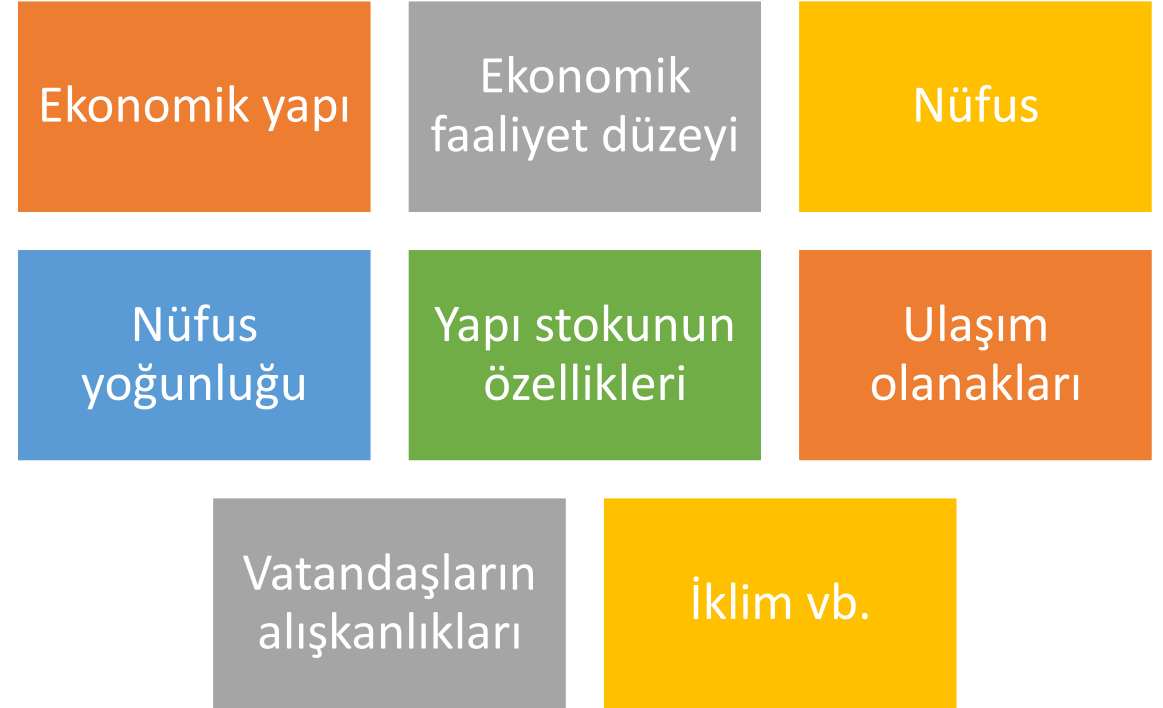 Ekonomik yapı
Ekonomik
faaliyet düzeyi
Nüfus
Nüfus
yoğunluğu
Yapı stokunun
özellikleri
Ulaşım
olanakları
Vatandaşların
alışkanlıkları
İklim vb.